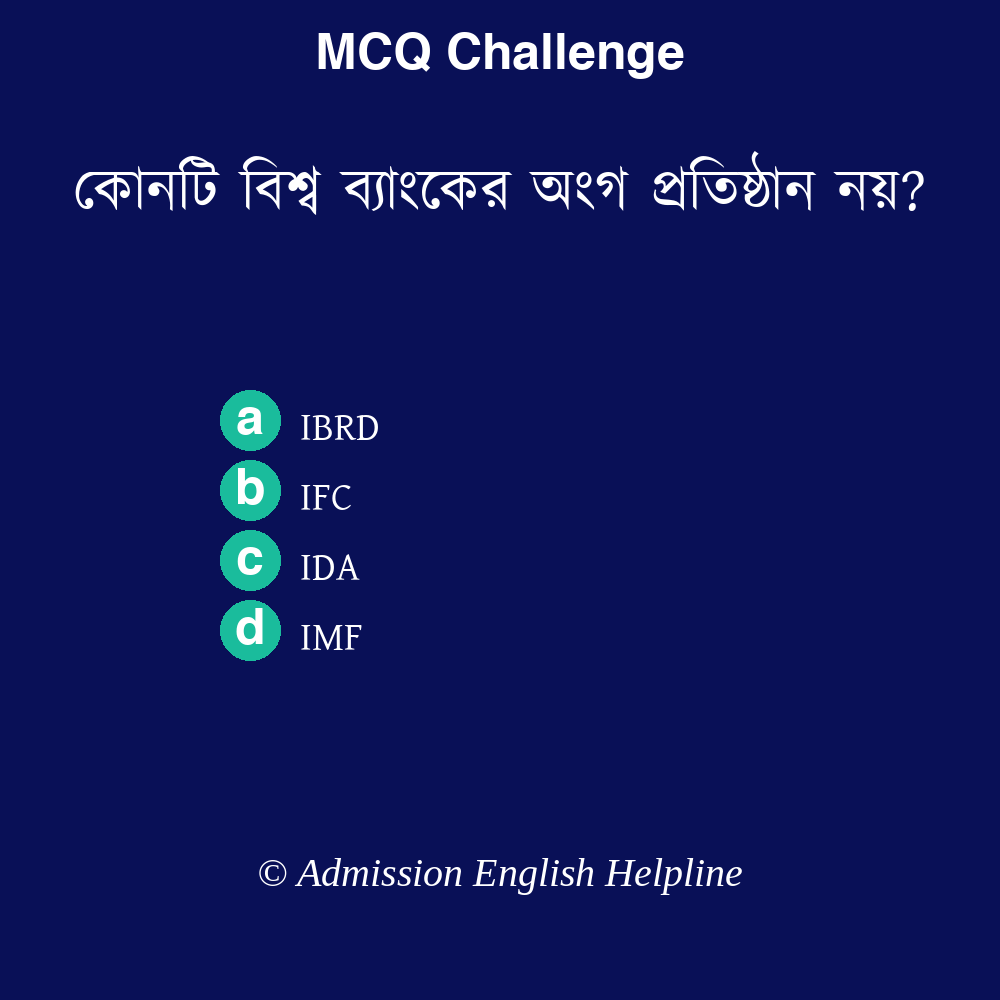 MCQ Challenge
কোনটি বিশ্ব ব্যাংকের অংগ প্রতিষ্ঠান নয়?
a IBRD
b IFC
c IDA
d IMF
© Admission English Helpline